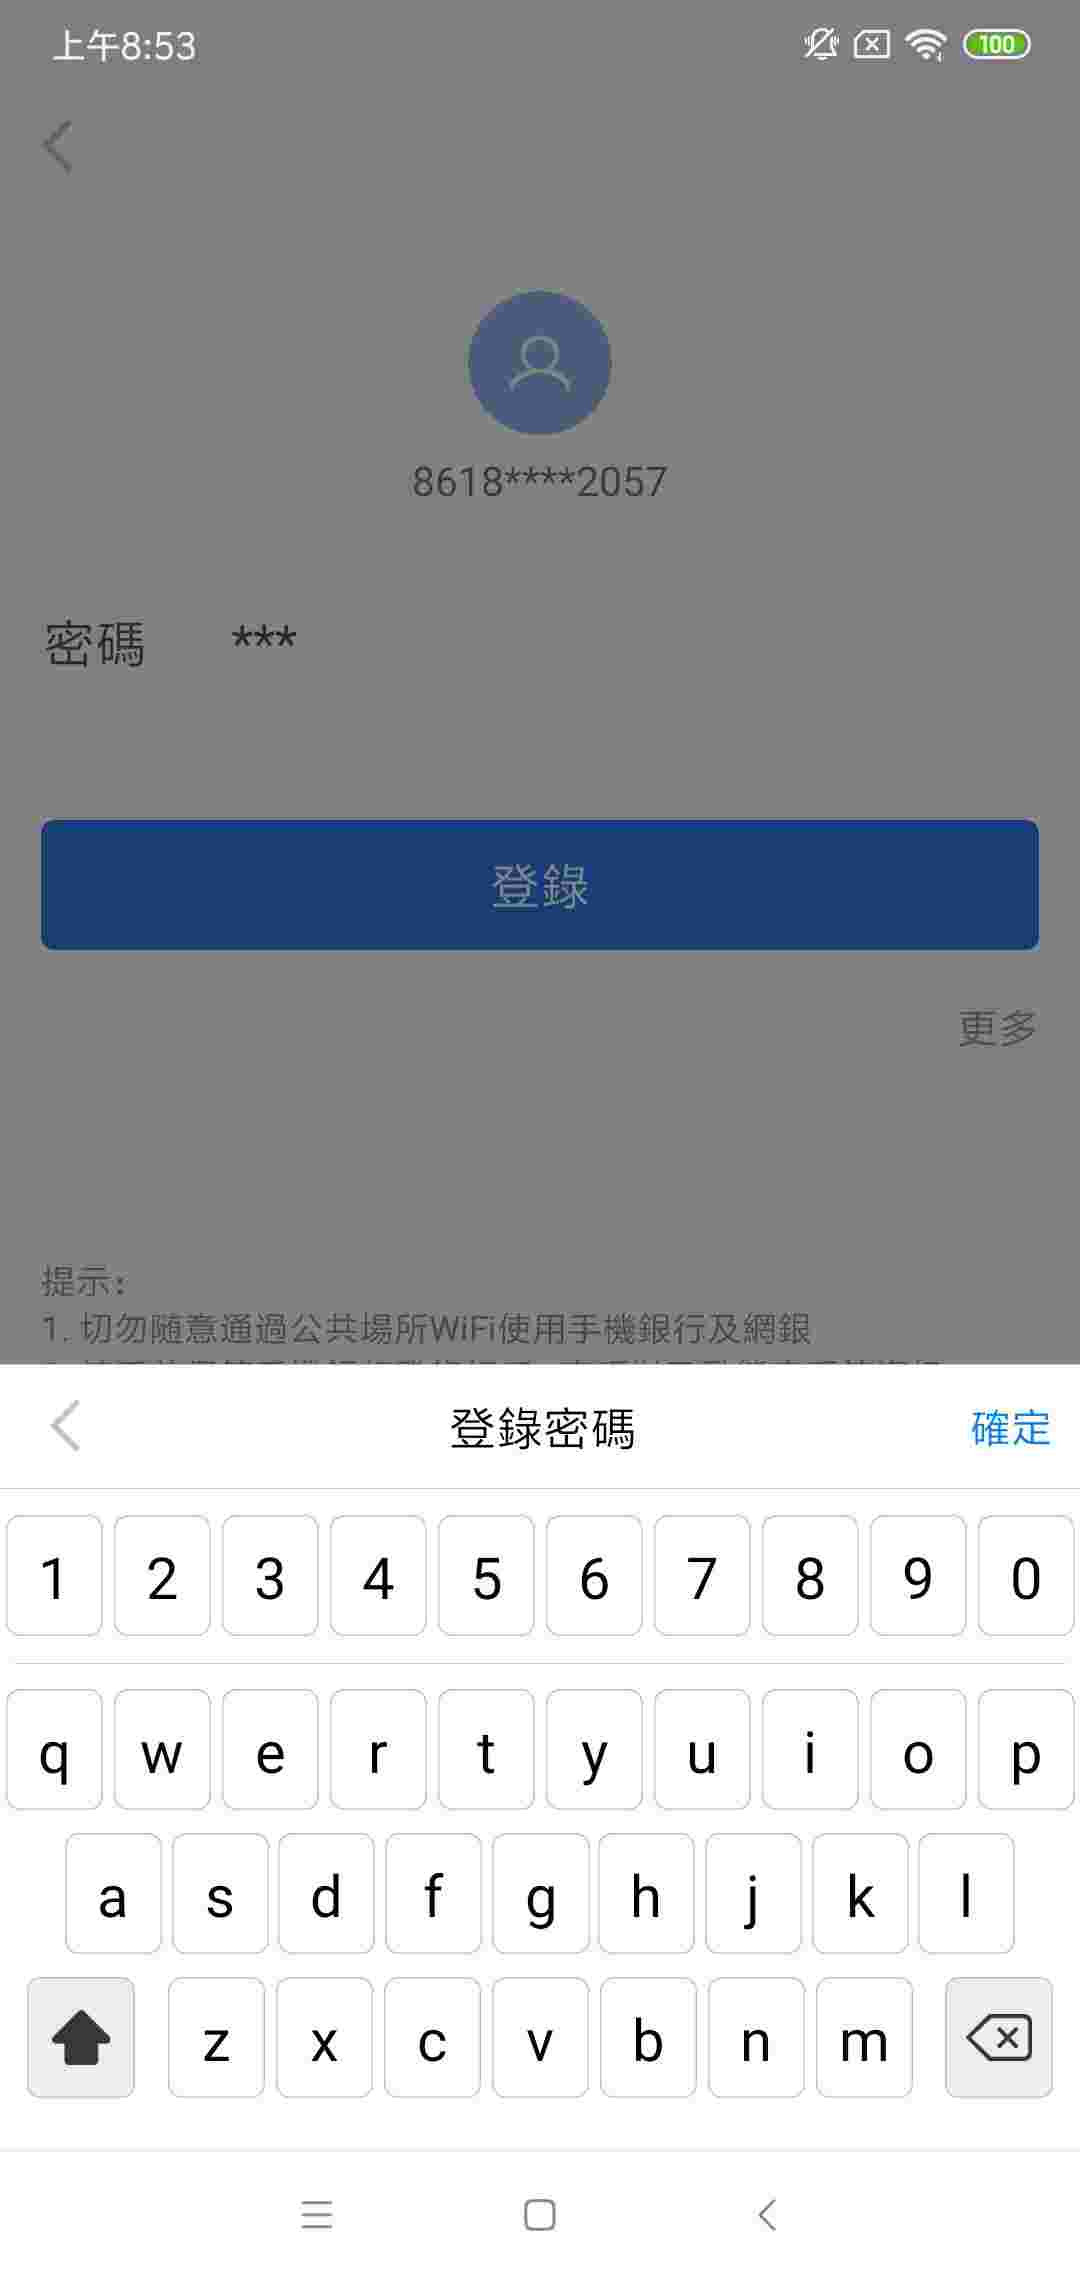 上午8:53
100
8618****2057
密碼 ***
登錄
更多
提示:
1. 切勿隨意通過公共場所WiFi使用手機銀行及網銀
登錄密碼 確定
1 2 3 4 5 6 7 8 9 0
q w e r t y u i o p
a s d f g h j k l
z x c v b n m